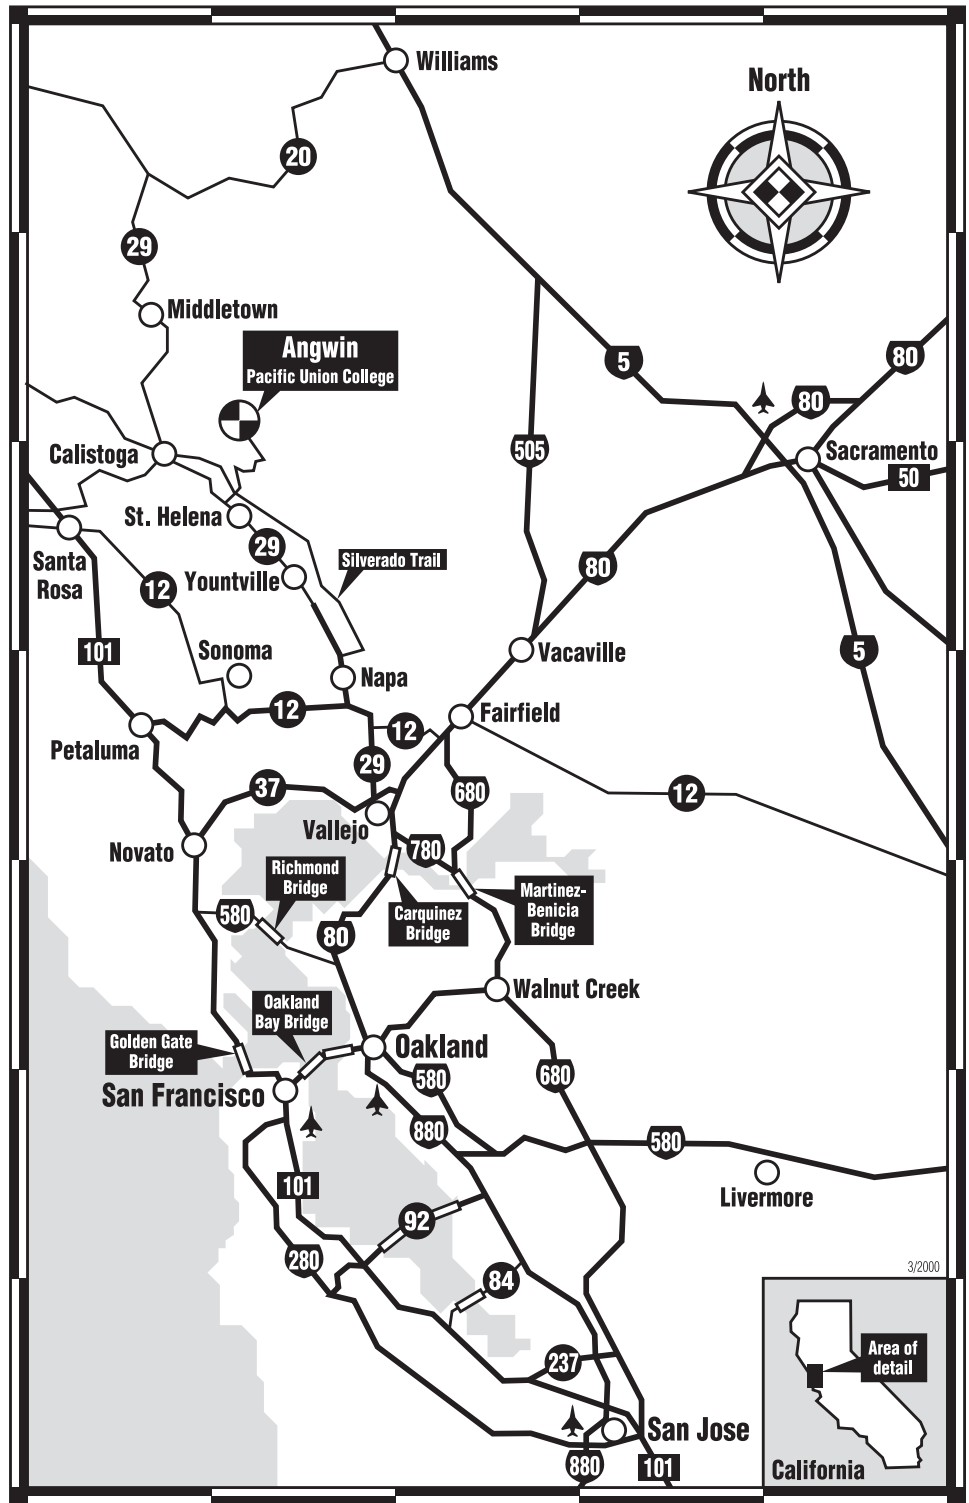 Williams
North
20
29
Middletown
Angwin
Pacific Union College
5
80
80
Calistoga
505
Sacramento
50
St. Helena
29
Silverado Trail
Santa
Rosa
12
Yountville
80
101
Sonoma
Napa
Vacaville
5
12
Petaluma
12
Fairfield
29
37
680
12
Vallejo
780
Novato
Richmond
Bridge
Martinez-
Benicia
Bridge
580
80
Carquinez
Bridge
Walnut Creek
Oakland
Bay Bridge
Golden Gate
Bridge
Oakland
San Francisco
580
680
880
580
101
Livermore
92
280
84
3/2000
237
Area of
detail
San Jose
880
101
California